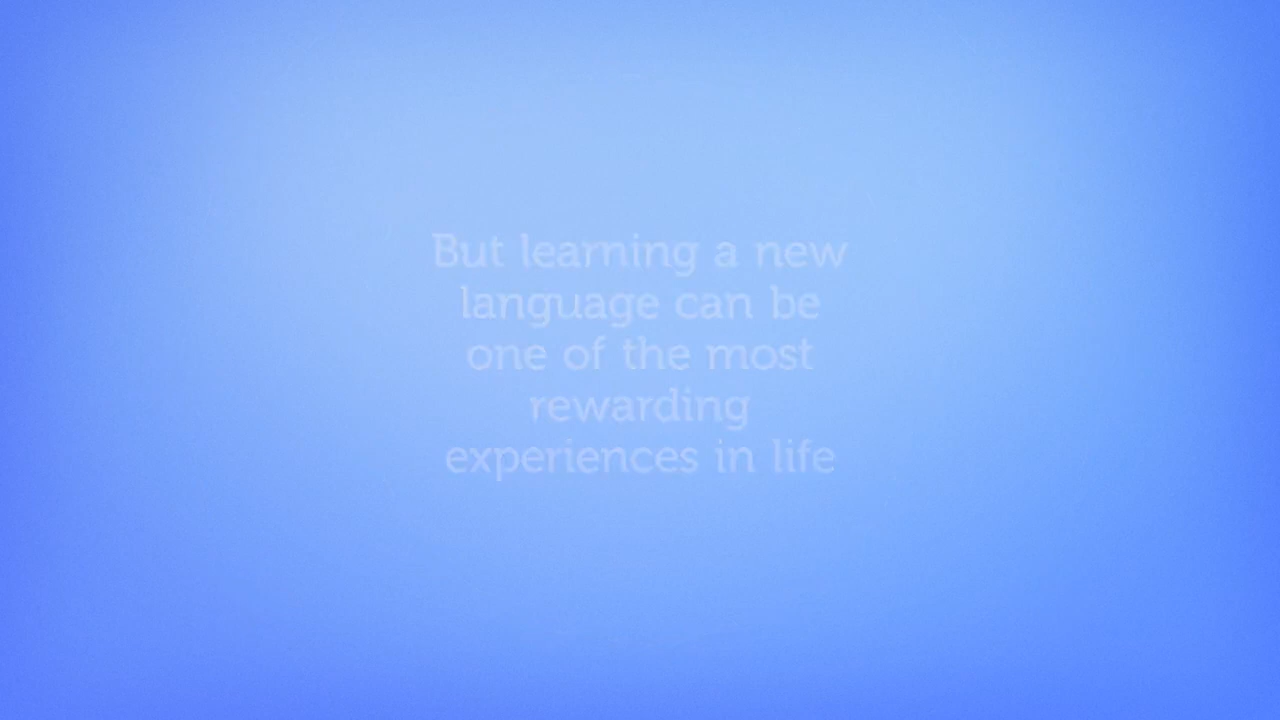 But learning a new
language can be
one of the most
rewarding
experiences in life